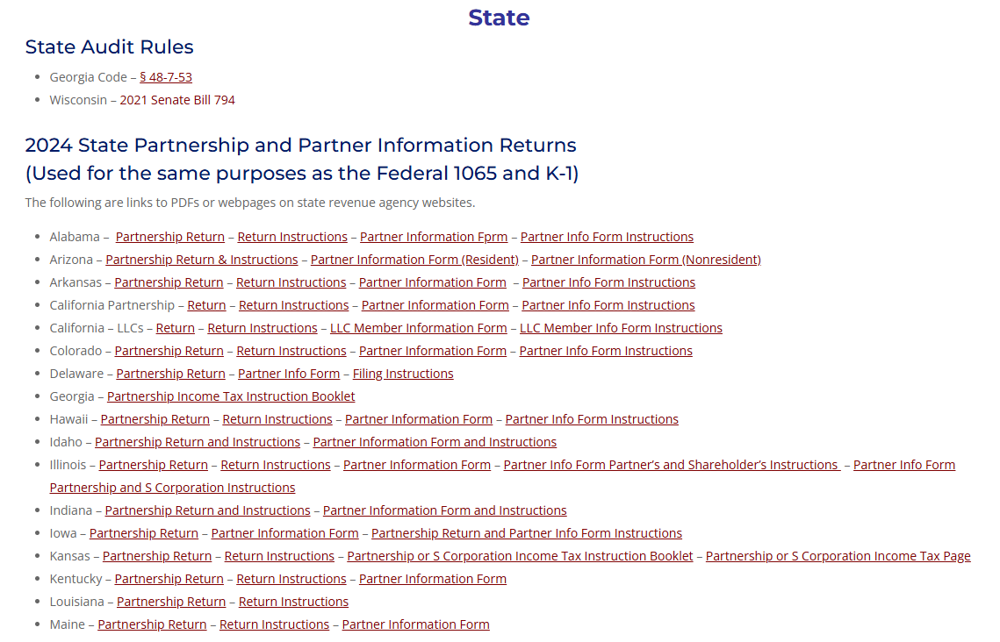 State
State Audit Rules
Georgia Code – § 48-7-53
Wisconsin – 2021 Senate Bill 794
2024 State Partnership and Partner Information Returns
(Used for the same purposes as the Federal 1065 and K-1)
The following are links to PDFs or webpages on state revenue agency websites.
Alabama – Partnership Return – Return Instructions – Partner Information Fprm – Partner Info Form Instructions
Arizona – Partnership Return & Instructions – Partner Information Form (Resident) – Partner Information Form (Nonresident)
Arkansas – Partnership Return – Return Instructions – Partner Information Form – Partner Info Form Instructions
California Partnership – Return – Return Instructions – Partner Information Form – Partner Info Form Instructions
California – LLCs – Return – Return Instructions – LLC Member Information Form – LLC Member Info Form Instructions
Colorado – Partnership Return – Return Instructions – Partner Information Form – Partner Info Form Instructions
Delaware – Partnership Return – Partner Info Form – Filing Instructions
Georgia – Partnership Income Tax Instruction Booklet
Hawaii – Partnership Return – Return Instructions – Partner Information Form – Partner Info Form Instructions
Idaho – Partnership Return and Instructions – Partner Information Form and Instructions
Illinois – Partnership Return – Return Instructions – Partner Information Form – Partner Info Form Partner’s and Shareholder’s Instructions – Partner Info Form
Partnership and S Corporation Instructions
Indiana – Partnership Return and Instructions – Partner Information Form and Instructions
Iowa – Partnership Return – Partner Information Form – Partnership Return and Partner Info Form Instructions
Kansas – Partnership Return – Return Instructions – Partnership or S Corporation Income Tax Instruction Booklet – Partnership or S Corporation Income Tax Page
Kentucky – Partnership Return – Return Instructions – Partner Information Form
Louisiana – Partnership Return – Return Instructions
Maine – Partnership Return – Return Instructions – Partner Information Form